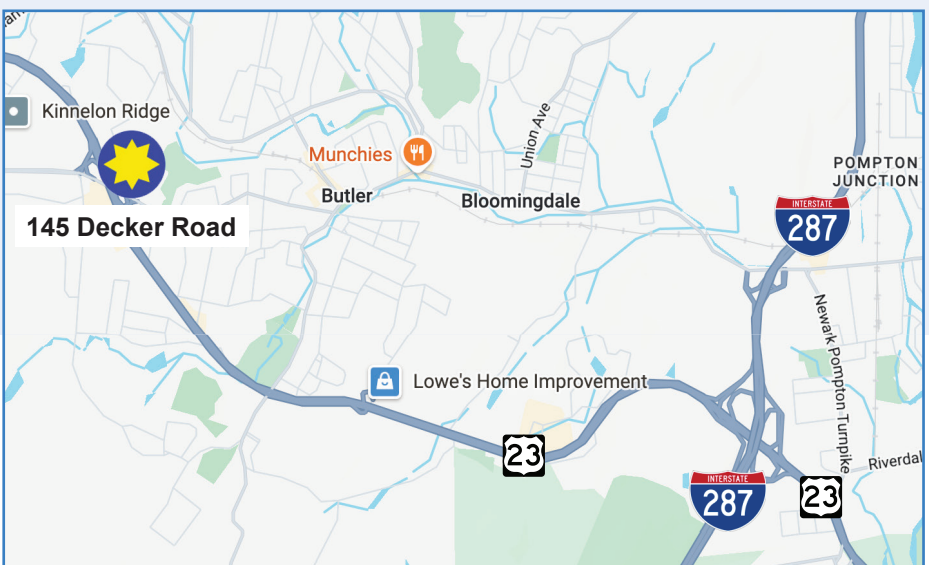 Kinnelon Ridge
145 Decker Road
Munchies
Butler
Bloomingdale
Union Ave
POMPTON
JUNCTION
INTERSTATE
287
Newark Pompton Turnpike
Lowe's Home Improvement
23
INTERSTATE
287
23
Riverdal